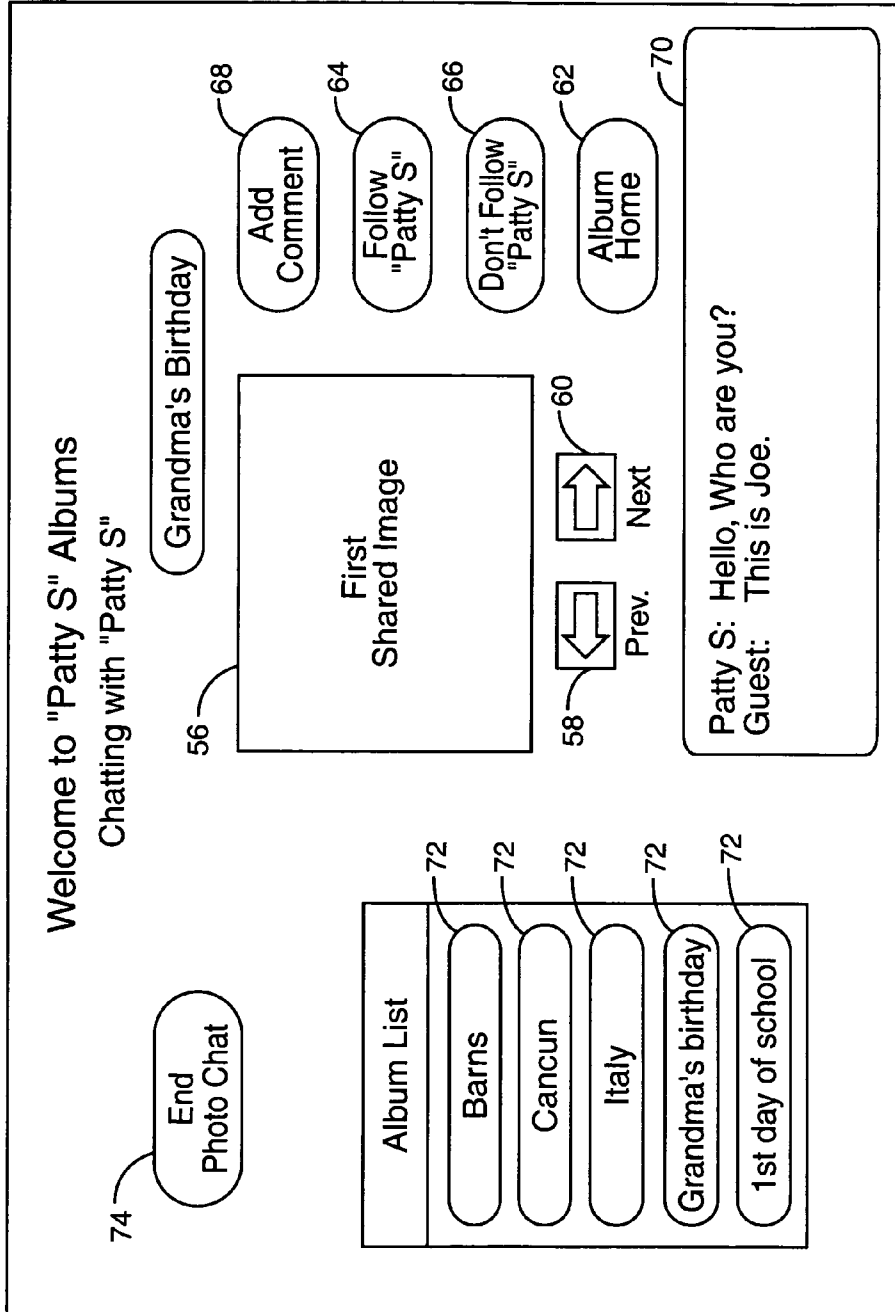 Welcome to "Patty S" Albums
Chatting with "Patty S"
74
End
Photo Chat
Grandma's Birthday
Album List
Barns
72
Cancun
72
Italy
72
Grandma's birthday
72
1st day of school
72
56
First
Shared Image
58
Prev.
60
Next
Add
Comment
68
Follow
"Patty S"
64
Don't Follow
"Patty S"
66
Album
Home
62
70
Patty S: Hello, Who are you?
Guest: This is Joe.